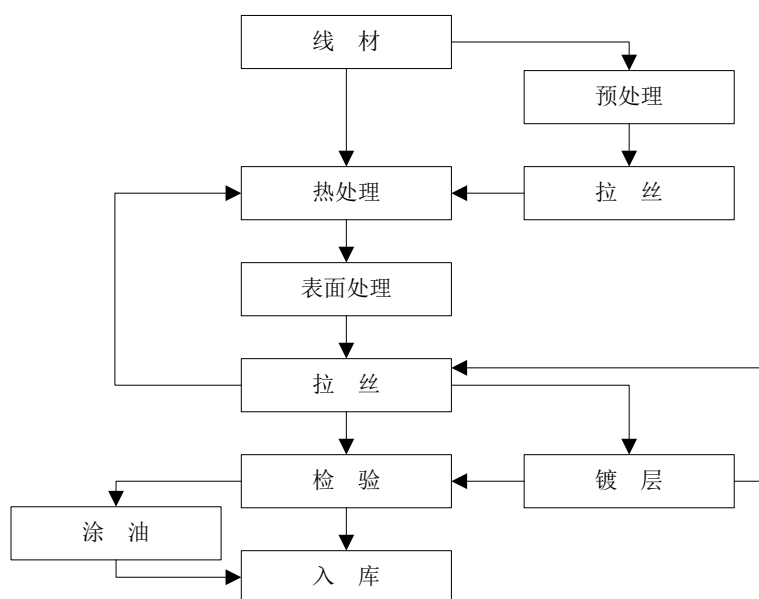 线 材
预处理
热处理
拉 丝
表面处理
拉 丝
检 验
镀 层
涂 油
入 库